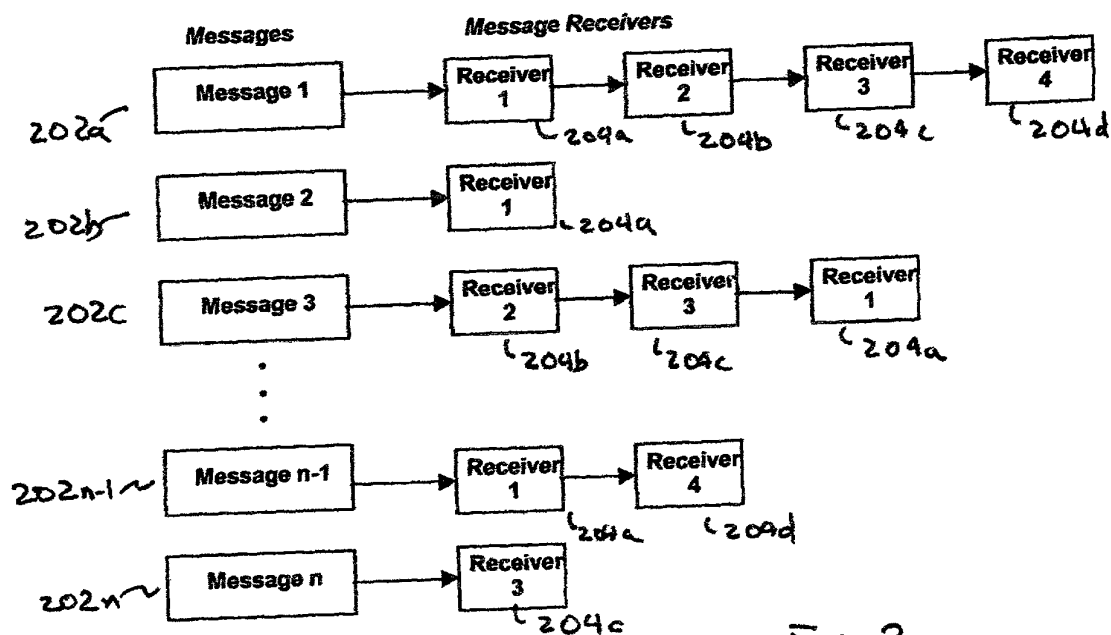 Messages Message Receivers
Message 1 Receiver 1 Receiver 2 Receiver 3 Receiver 4
202a 204a 204b 204c 204d
Message 2 Receiver 1
202b 204a
Message 3 Receiver 2 Receiver 3 Receiver 1
202c 204b 204c 204a
Message n-1 Receiver 1 Receiver 4
202n-1 204a 204d
Message n Receiver 3
202n 204c